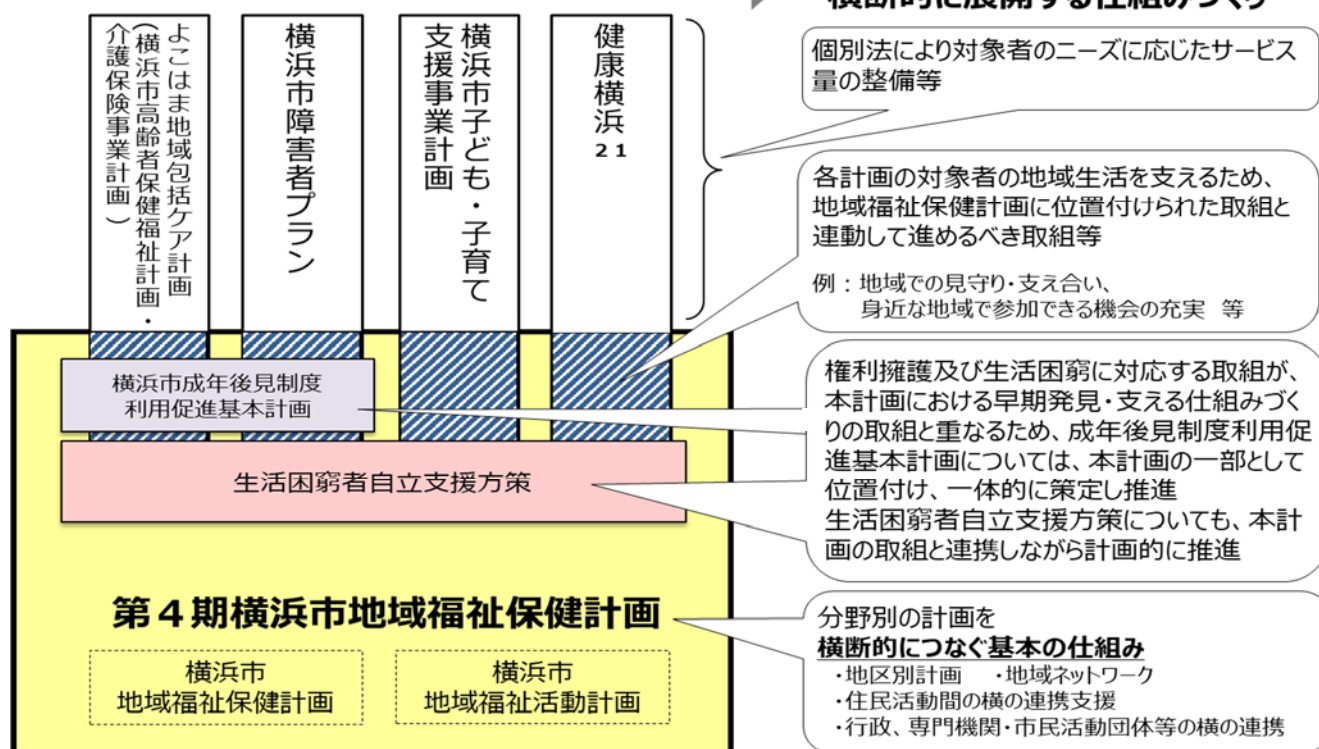 横断的に展開する仕組みづくり
よこはま地域包括ケア計画
(横浜市高齢者保健福祉計画・
介護保険事業計画)
横浜市障害者プラン
横浜市子ども・子育て
支援事業計画
健康横浜21
個別法により対象者のニーズに応じたサービス
量の整備等
各計画の対象者の地域生活を支えるため、
地域福祉保健計画に位置付けられた取組と
連動して進めるべき取組等
例：地域での見守り・支え合い、
身近な地域で参加できる機会の充実 等
横浜市成年後見制度
利用促進基本計画
生活困窮者自立支援方策
権利擁護及び生活困窮に対応する取組が、
本計画における早期発見・支える仕組みづく
りの取組と重なるため、成年後見制度利用促
進基本計画については、本計画の一部として
位置付け、一体的に策定し推進
生活困窮者自立支援方策についても、本計
画の取組と連携しながら計画的に推進
第４期横浜市地域福祉保健計画
横浜市
地域福祉保健計画
横浜市
地域福祉活動計画
分野別の計画を
横断的につなぐ基本の仕組み
・地区別計画 ・地域ネットワーク
・住民活動間の横の連携支援
・行政、専門機関・市民活動団体等の横の連携